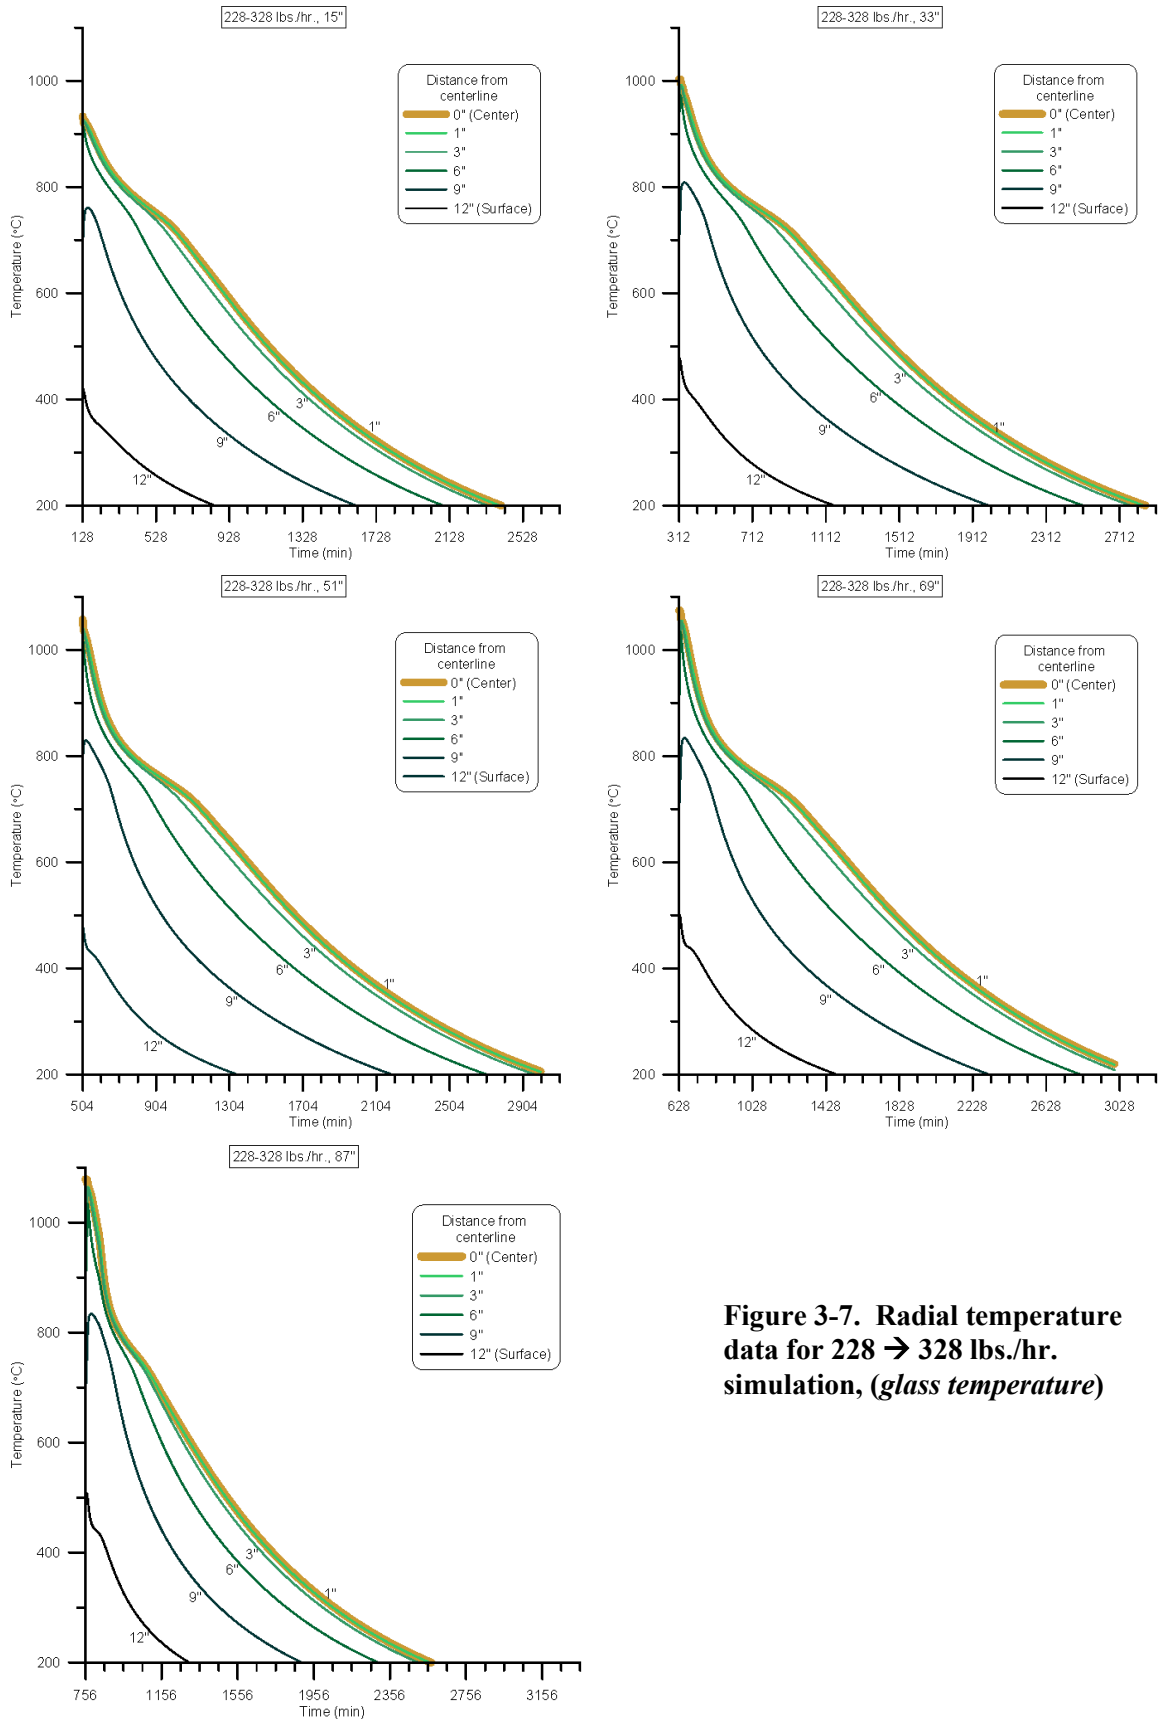 228-328 lbs./hr., 15"
Temperature (°C)
1000
800
600
400
200
128
528
928
1328
1728
2128
2528
Time (min)
Distance from
centerline
0" (Center)
1"
3"
6"
9"
12" (Surface)
1"
3"
6"
9"
12"
228-328 lbs./hr., 33"
Temperature (°C)
1000
800
600
400
200
312
712
1112
1512
1912
2312
2712
Time (min)
Distance from
centerline
0" (Center)
1"
3"
6"
9"
12" (Surface)
1"
3"
6"
9"
12"
228-328 lbs./hr., 51"
Temperature (°C)
1000
800
600
400
200
504
904
1304
1704
2104
2504
2904
Time (min)
Distance from
centerline
0" (Center)
1"
3"
6"
9"
12" (Surface)
1"
3"
6"
9"
12"
228-328 lbs./hr., 69"
Temperature (°C)
1000
800
600
400
200
628
1028
1428
1828
2228
2628
3028
Time (min)
Distance from
centerline
0" (Center)
1"
3"
6"
9"
12" (Surface)
1"
3"
6"
9"
12"
228-328 lbs./hr., 87"
Temperature (°C)
1000
800
600
400
200
756
1156
1556
1956
2356
2756
3156
Time (min)
Distance from
centerline
0" (Center)
1"
3"
6"
9"
12" (Surface)
1"
3"
6"
9"
12"
Figure 3-7. Radial temperature
data for 228 → 328 lbs./hr.
simulation, (glass temperature)